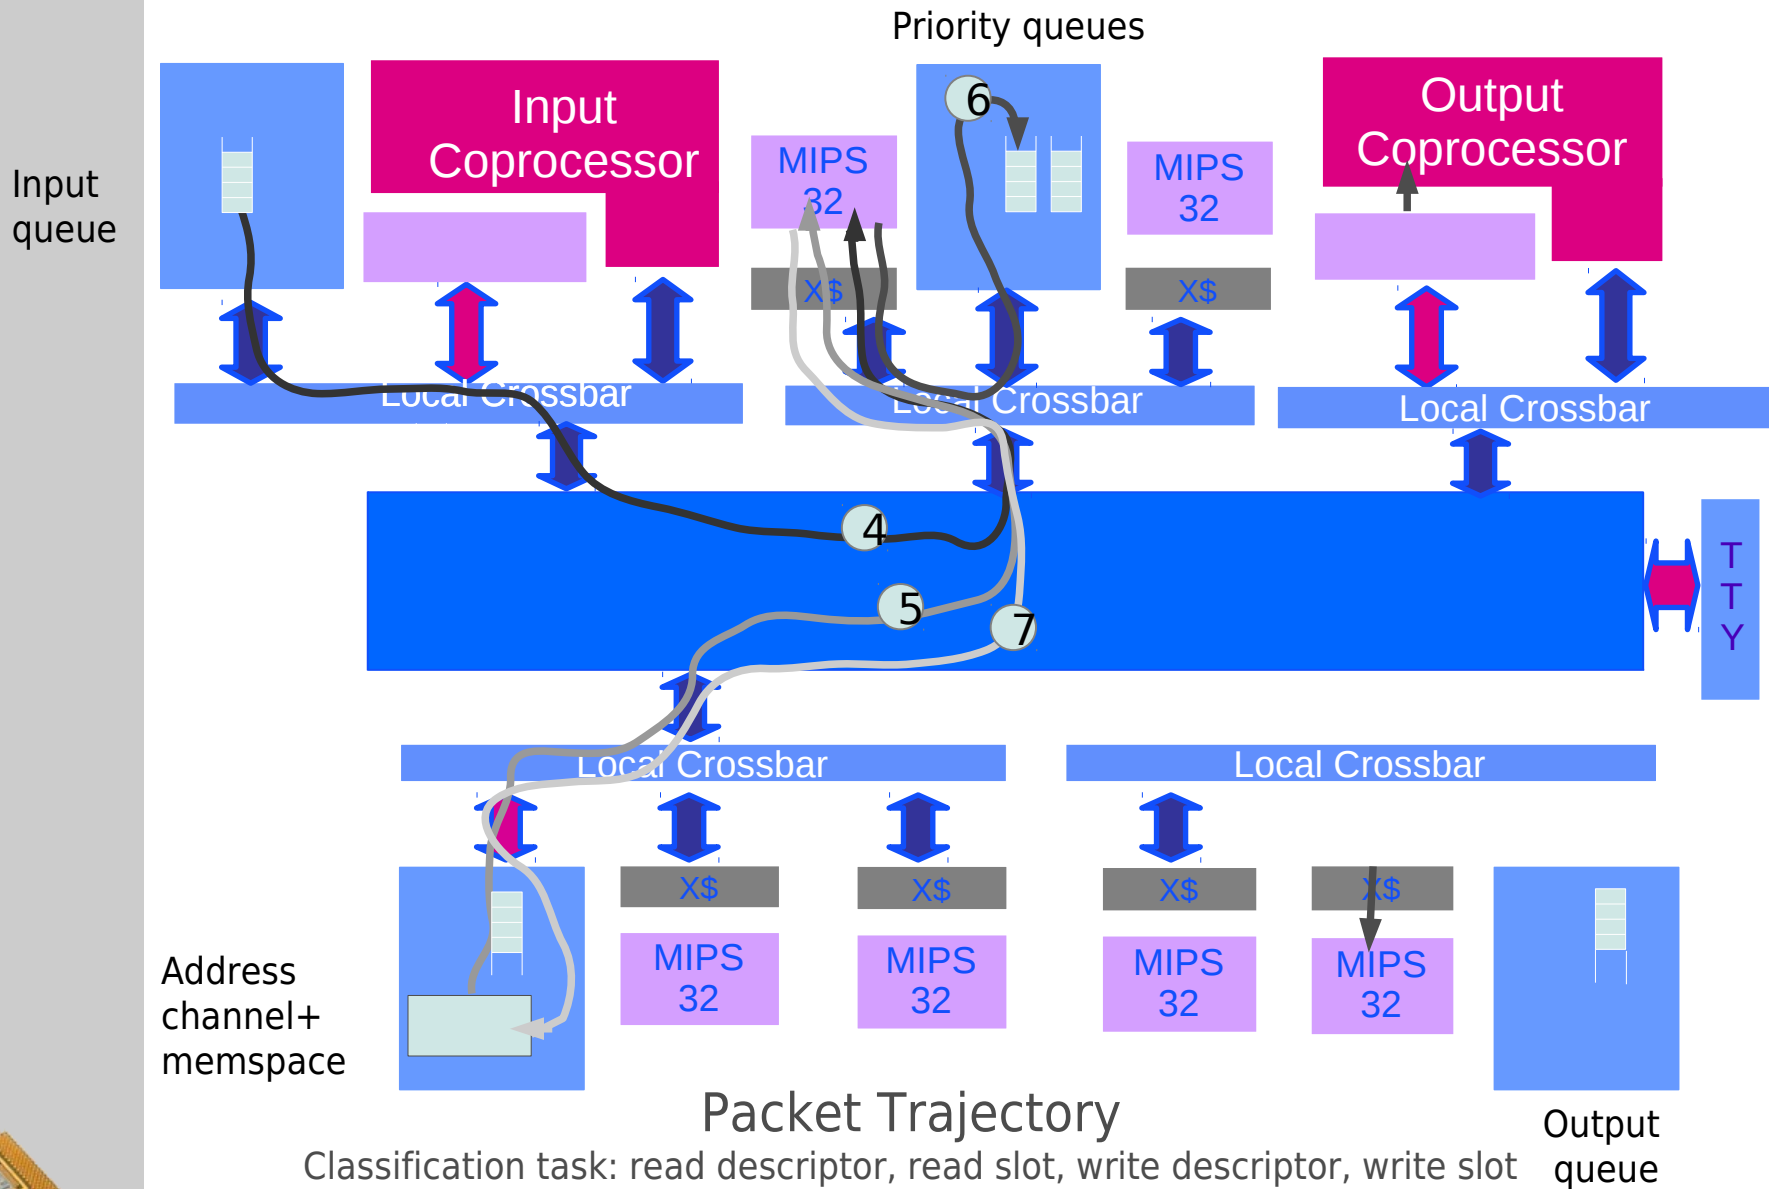 Priority queues
Input
queue
Input
Coprocessor
MIPS
32
X$
6
MIPS
32
X$
Output
Coprocessor
Local Crossbar
Local Crossbar
Local Crossbar
4
5
7
T
T
Y
Local Crossbar
Local Crossbar
X$
MIPS
32
X$
MIPS
32
X$
MIPS
32
X$
MIPS
32
Address
channel+
memspace
Output
queue
Packet Trajectory
Classification task: read descriptor, read slot, write descriptor, write slot